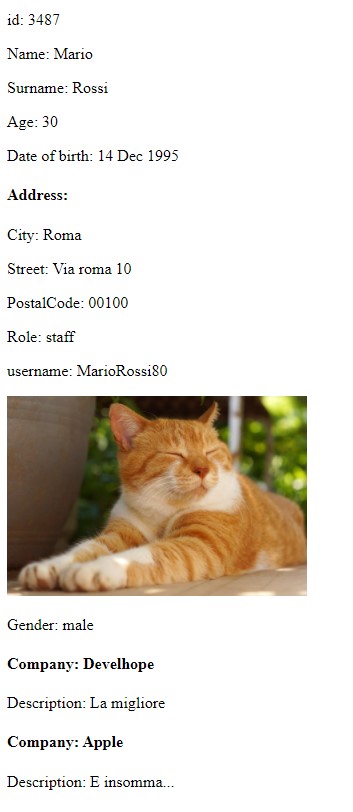 id: 3487
Name: Mario
Surname: Rossi
Age: 30
Date of birth: 14 Dec 1995
Address:
City: Roma
Street: Via roma 10
PostalCode: 00100
Role: staff
username: MarioRossi80
Gender: male
Company: Develhope
Description: La migliore
Company: Apple
Description: E insomma...